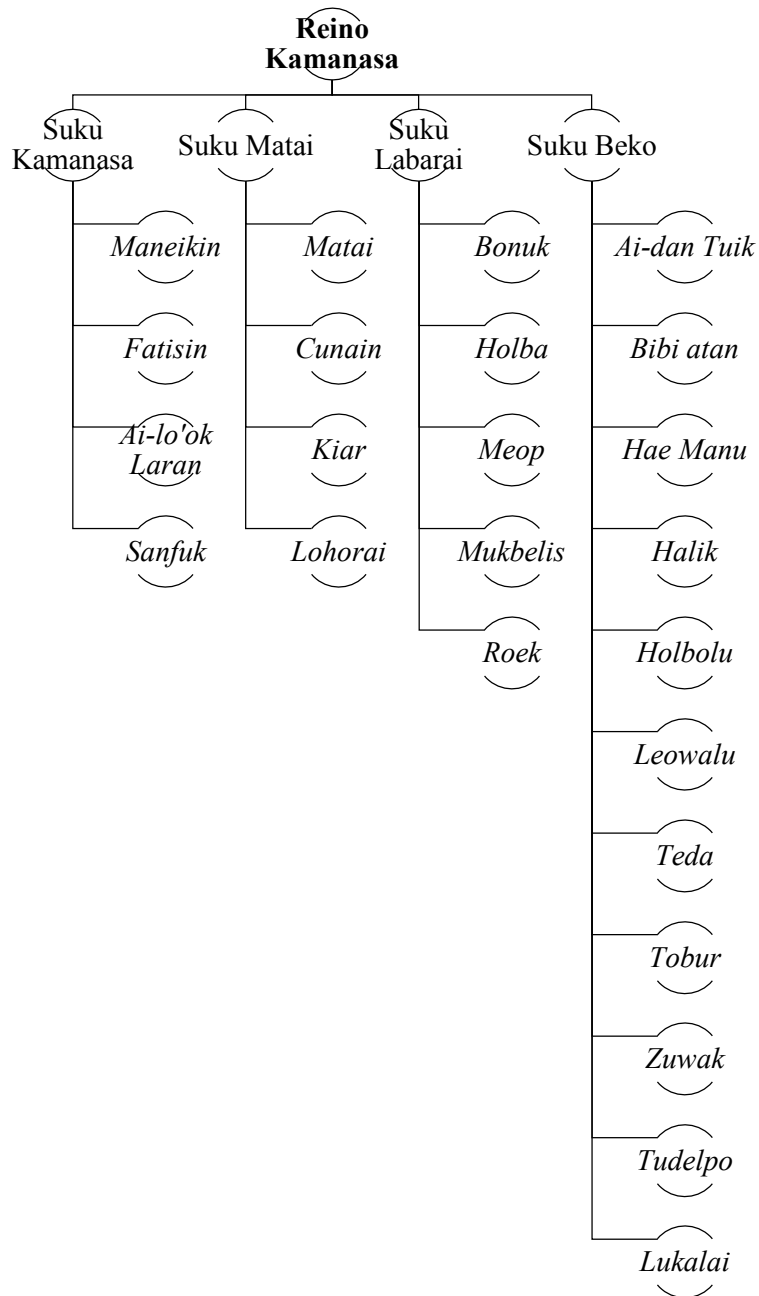 Reino
Kamanasa
Suku
Kamanasa
Suku Matai
Suku
Labarai
Suku Beko
Maneikin
Fatisin
Ai-lo'ok
Laran
Sanfuk
Matai
Cunain
Kiar
Lohorai
Bonuk
Holba
Meop
Mukbelis
Roek
Ai-dan Tuik
Bibi atan
Hae Manu
Halik
Holbolu
Leowalu
Teda
Tobur
Zuwak
Tudelpo
Lukalai